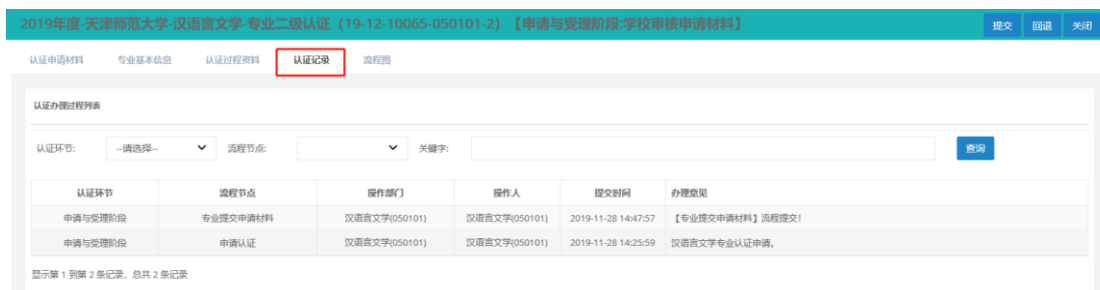 2019年度-天津师范大学-汉语言文学-专业二级认证（19-12-10065-050101-2）【申请与受理阶段:学校审核申请材料】 提交 回退 关闭
认证申请材料 专业基本信息 认证过程资料 认证记录 流程图
认证办理过程列表
认证环节: --请选择-- 流程节点: 关键字: 查询
认证环节 流程节点 操作部门 操作人 提交时间 办理意见
申请与受理阶段 专业提交申请材料 汉语言文学(050101) 汉语言文学(050101) 2019-11-28 14:47:57 【专业提交申请材料】流程提交！
申请与受理阶段 申请认证 汉语言文学(050101) 汉语言文学(050101) 2019-11-28 14:25:59 汉语言文学专业认证申请。
显示第 1 到第 2 条记录，总共 2 条记录